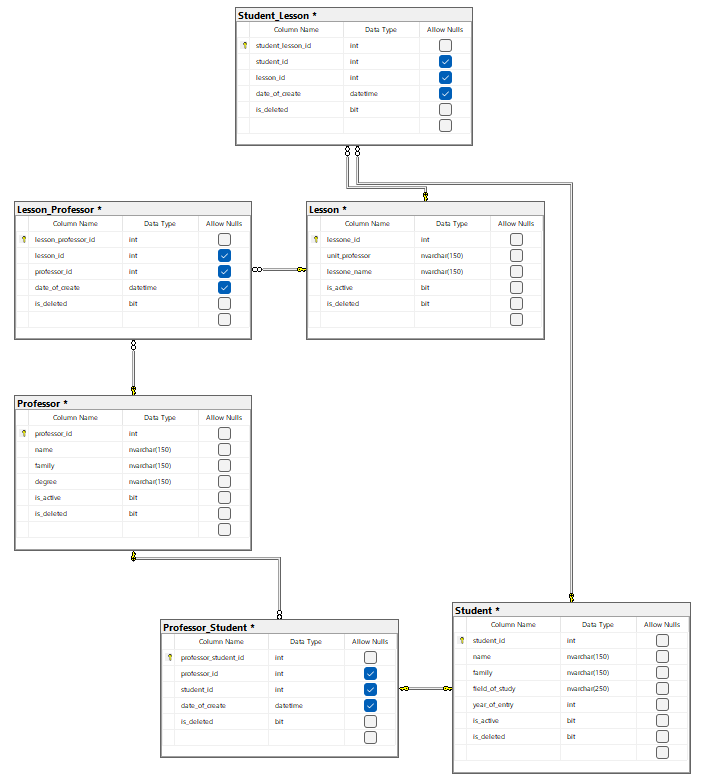 Student_Lesson *
Column Name Data Type Allow Nulls
student_lesson_id int
student_id int
lesson_id int
date_of_create datetime
is_deleted bit
Lesson_Professor *
Column Name Data Type Allow Nulls
lesson_professor_id int
lesson_id int
professor_id int
date_of_create datetime
is_deleted bit
Lesson *
Column Name Data Type Allow Nulls
lessone_id int
unit_professor nvarchar(150)
lessone_name nvarchar(150)
is_active bit
is_deleted bit
Professor *
Column Name Data Type Allow Nulls
professor_id int
name nvarchar(150)
family nvarchar(150)
degree nvarchar(150)
is_active bit
is_deleted bit
Professor_Student *
Column Name Data Type Allow Nulls
professor_student_id int
professor_id int
student_id int
date_of_create datetime
is_deleted bit
Student *
Column Name Data Type Allow Nulls
student_id int
name nvarchar(150)
family nvarchar(150)
field_of_study nvarchar(250)
year_of_entry int
is_active bit
is_deleted bit